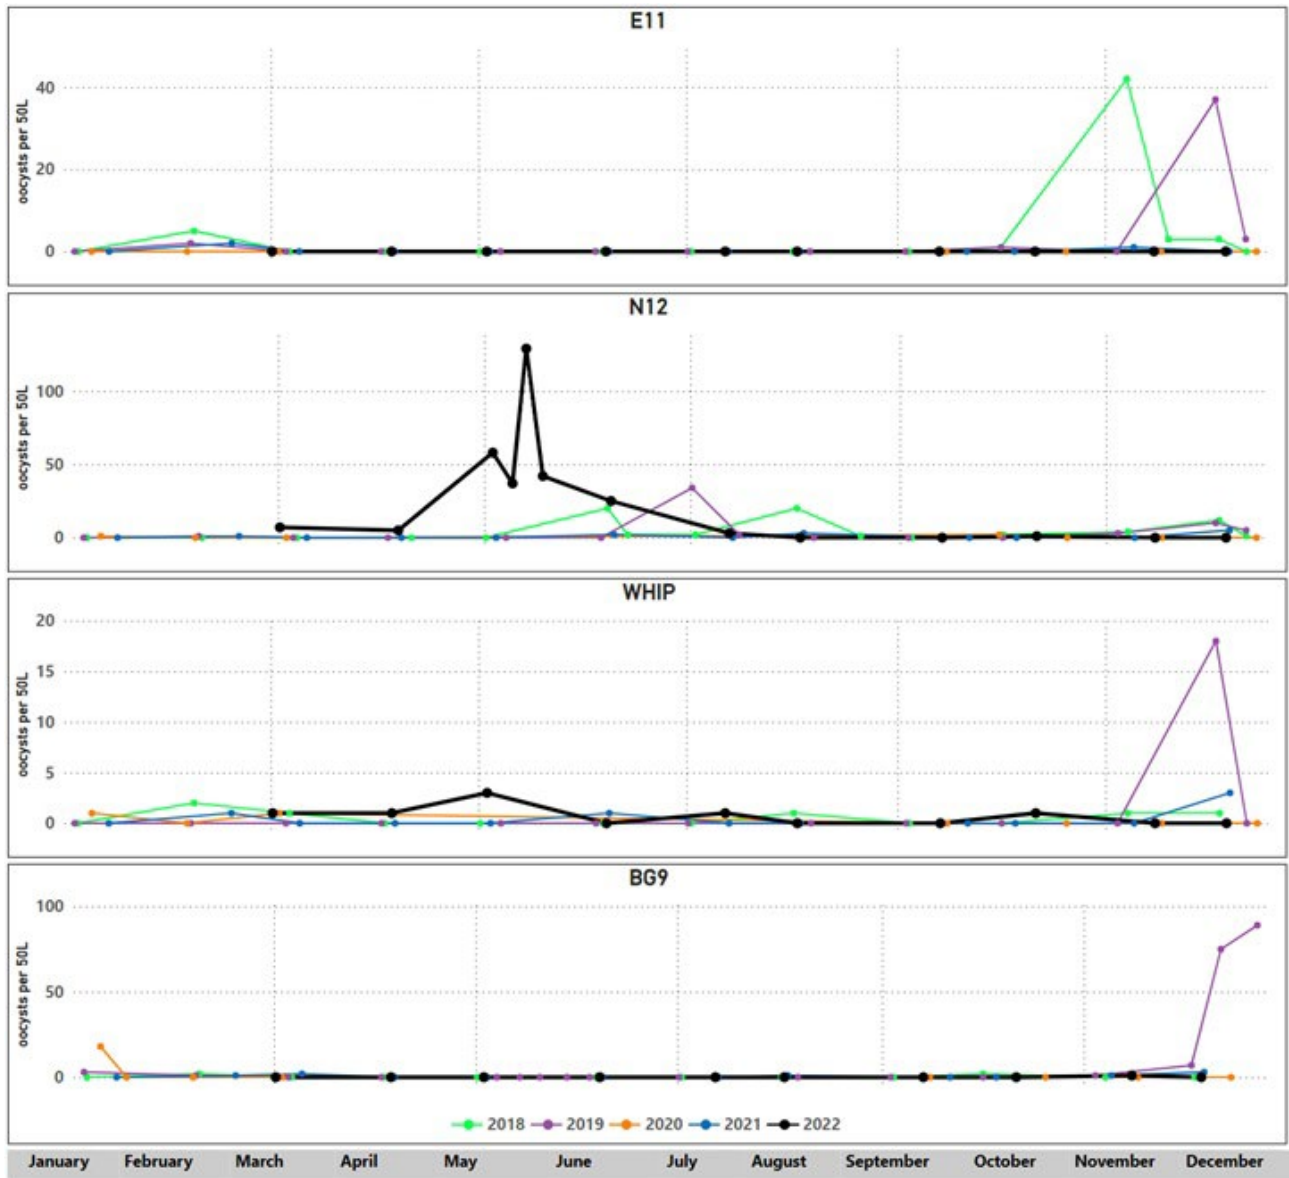 E11
oocysts per 50L
40
20
0
N12
oocysts per 50L
100
50
0
WHIP
oocysts per 50L
20
15
10
5
0
BG9
oocysts per 50L
100
50
0
2018 2019 2020 2021 2022
January February March April May June July August September October November December